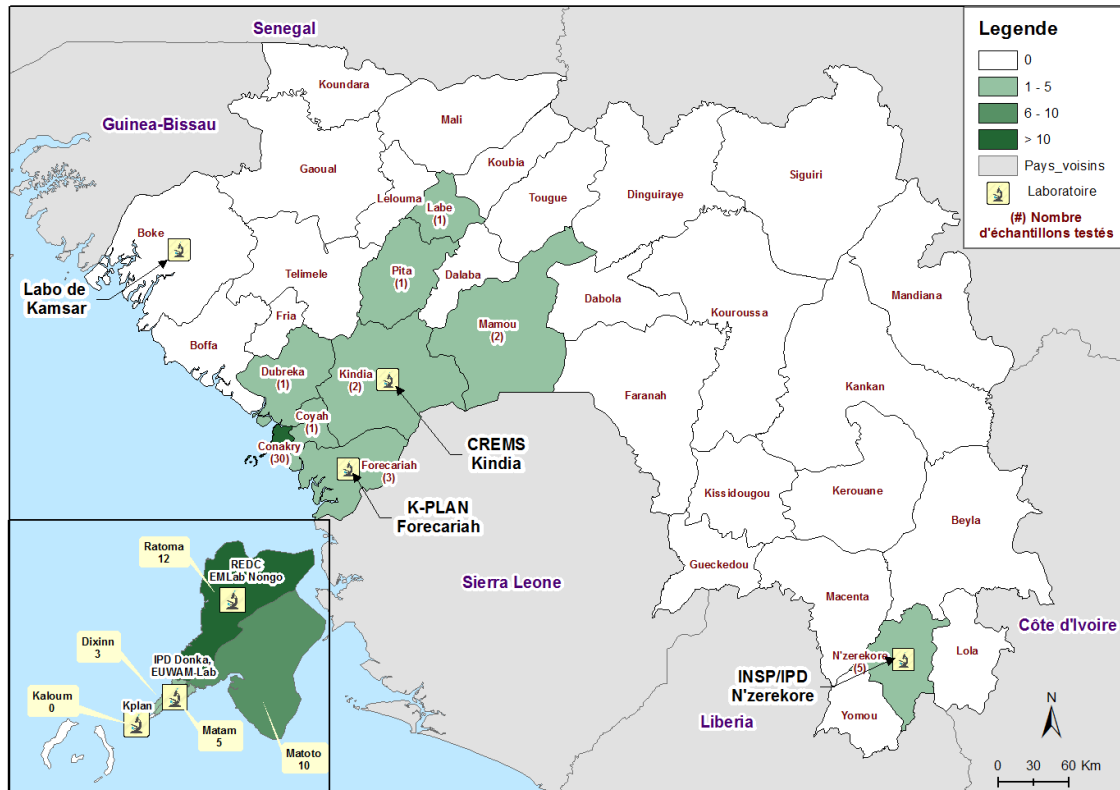 Senegal
Guinea-Bissau
Koundara
Mali
Gaoual
Koubia
Lelouma
Labe
(1)
Tougue
Dinguiraye
Siguiri
Boke
Labo de
Kamsar
Telimele
Pita
(1)
Dalaba
Fria
Boffa
Mamou
(2)
Dabola
Kouroussa
Mandiana
Dubreka
(1)
Kindia
(2)
Coyah
(1)
Conakry
(30)
Forecariah
(3)
CREMS
Kindia
K-PLAN
Forecariah
Faranah
Kankan
Kissidougou
Kerouane
Beyla
Gueckedou
Macenta
Sierra Leone
Côte d'Ivoire
N'zerekore
(5)
Lola
INSP/IPD
N'zerekore
Yomou
Liberia
Legende
0
1 - 5
6 - 10
> 10
Pays_voisins
Laboratoire
(#) Nombre
d'échantillons testés
Ratoma
12
REDC
EMLab Nongo
Dixinn
3
IPD Donka,
EUWAM-Lab
Kaloum
0
Kplan
Matam
5
Matoto
10
N
0 30 60 Km